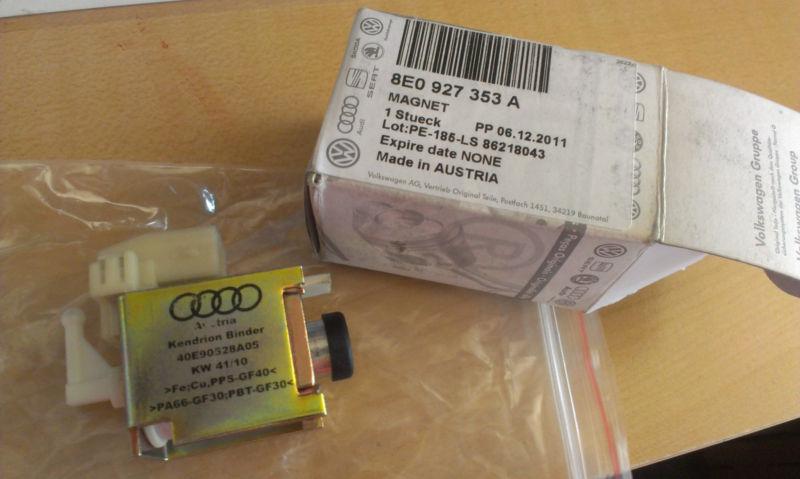 8E0 927 353 A
MAGNET
1 Stueck PP 06.12.2011
Lot:PE-185-LS 86218043
Expire date NONE
Made in AUSTRIA
Volkswagen AG, Vertrieb Original Teile, Postfach 1451, 34219 Baunatal
SEAT
Audi
Volkswagen Gruppe
Volkswagen Group
Austria
Kendrion Binder
40E90528A05
KW 41/10
>Fe;Cu,PPS-GF40<
>PA66-GF30;PBT-GF30<